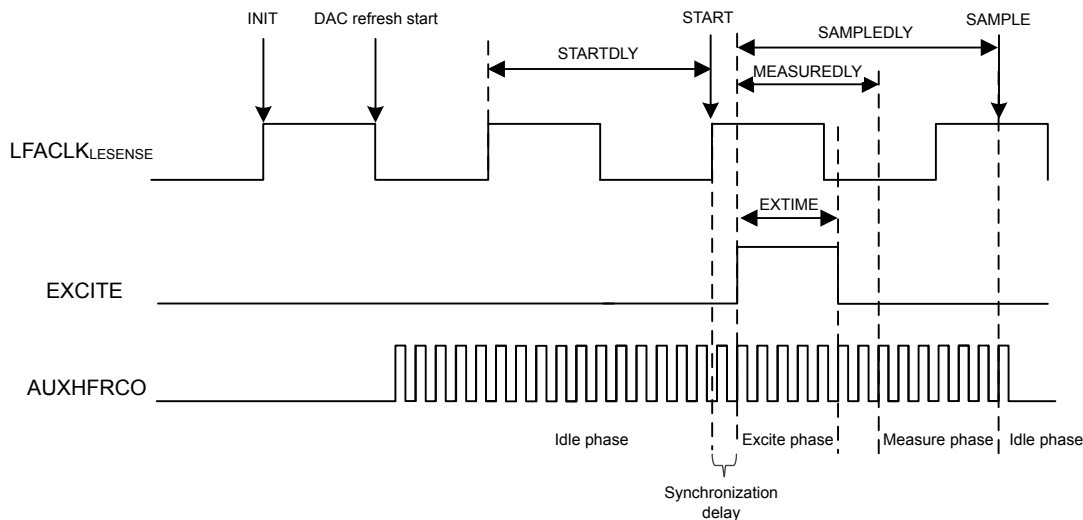 INIT
DAC refresh start
START
SAMPLE
SAMPLEDLY
STARTDLY
MEASUREDLY
LFACLKLESENSE
EXTIME
EXCITE
AUXHFRCO
Idle phase
Excite phase
Measure phase
Idle phase
Synchronization
delay